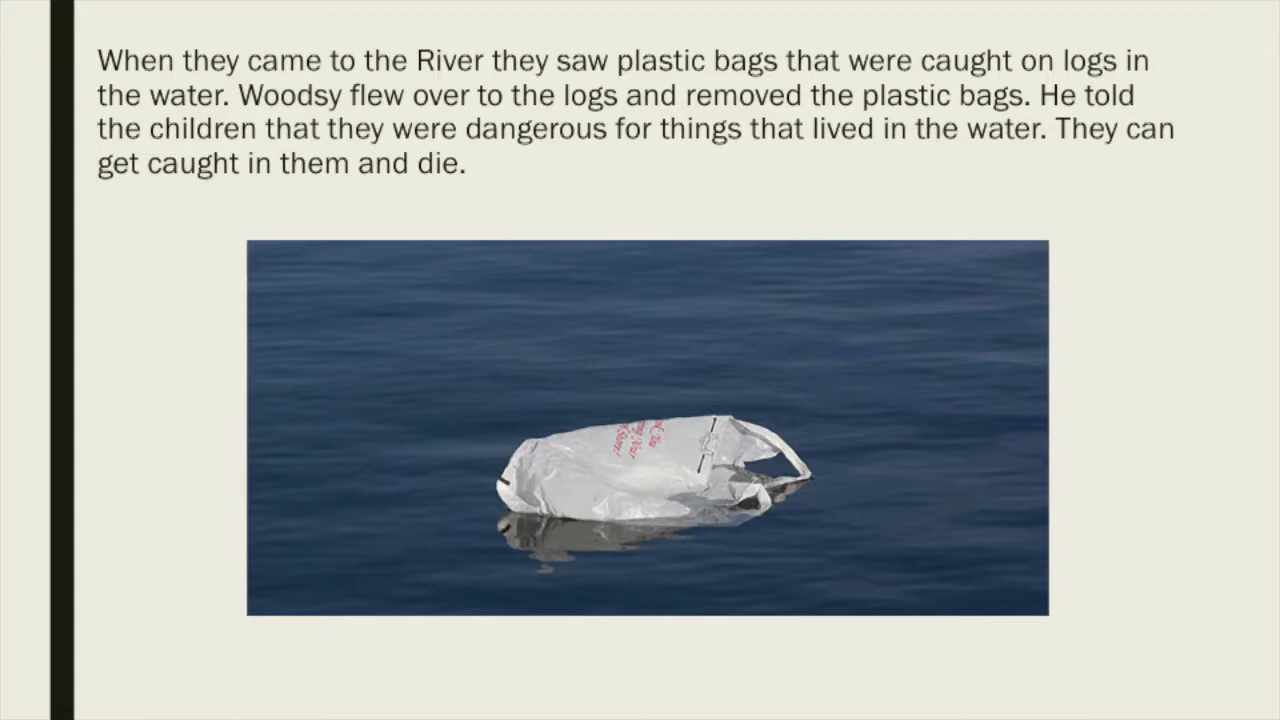 When they came to the River they saw plastic bags that were caught on logs in
the water. Woodsy flew over to the logs and removed the plastic bags. He told
the children that they were dangerous for things that lived in the water. They can
get caught in them and die.